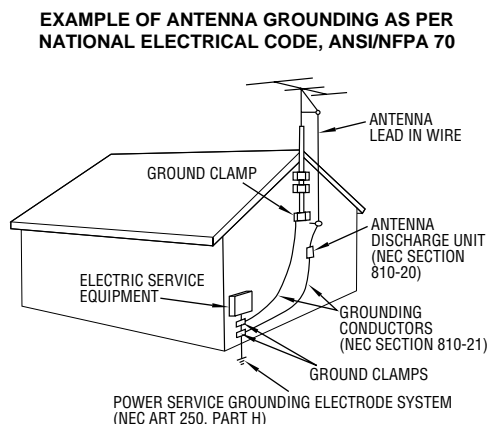 EXAMPLE OF ANTENNA GROUNDING AS PER
NATIONAL ELECTRICAL CODE, ANSI/NFPA 70
ANTENNA
LEAD IN WIRE
GROUND CLAMP
ANTENNA
DISCHARGE UNIT
(NEC SECTION
810-20)
ELECTRIC SERVICE
EQUIPMENT
GROUNDING
CONDUCTORS
(NEC SECTION 810-21)
GROUND CLAMPS
POWER SERVICE GROUNDING ELECTRODE SYSTEM
(NEC ART 250, PART H)